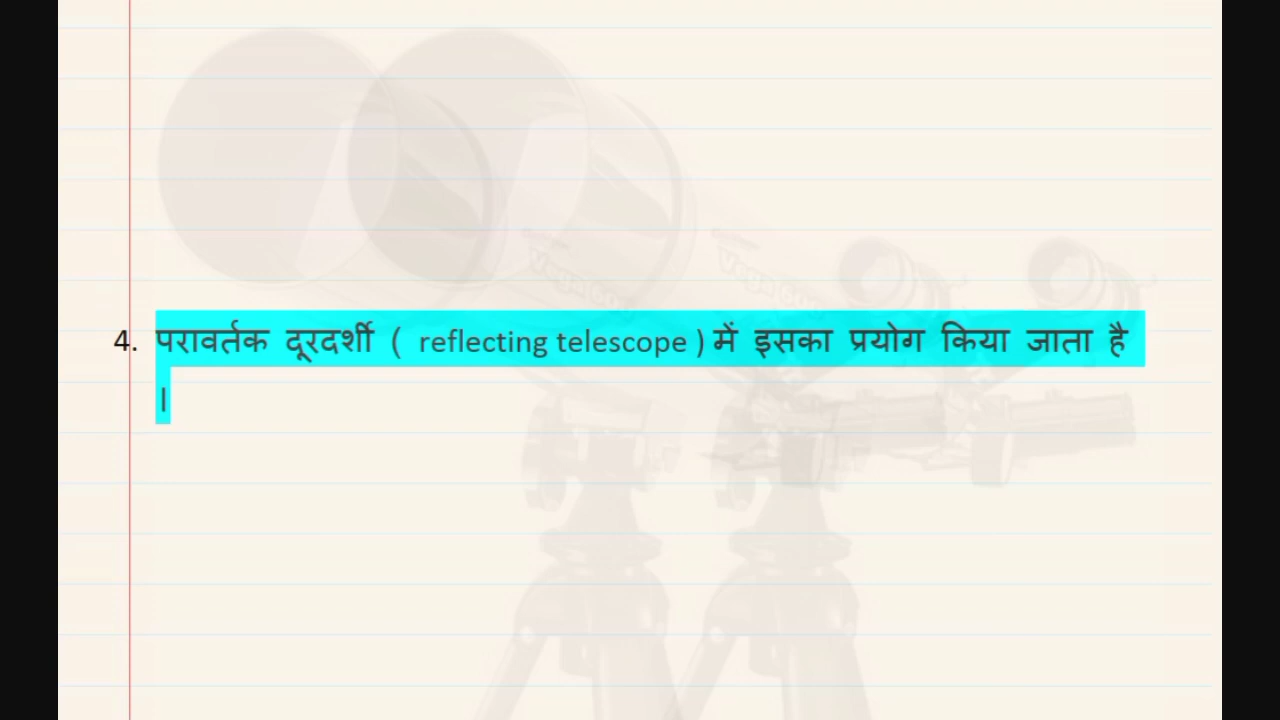 4. परावर्तक दूरदर्शी ( reflecting telescope ) में इसका प्रयोग किया जाता है
।